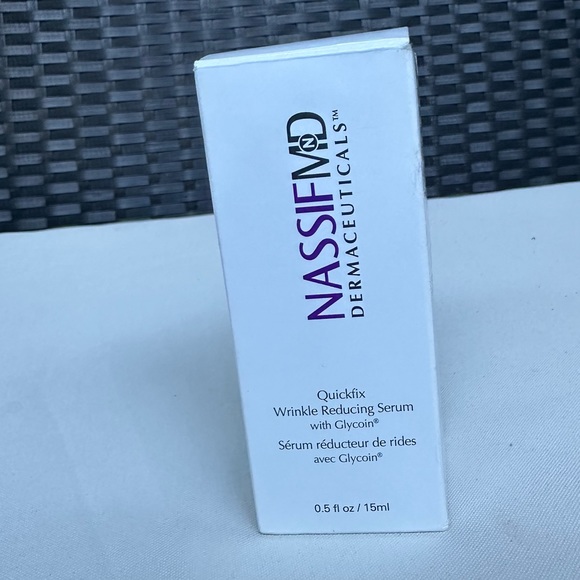 NASSIFMD
DERMACEUTICALS™
Quickfix
Wrinkle Reducing Serum
with Glycoin®
Sérum réducteur de rides
avec Glycoin®
0.5 fl oz / 15ml